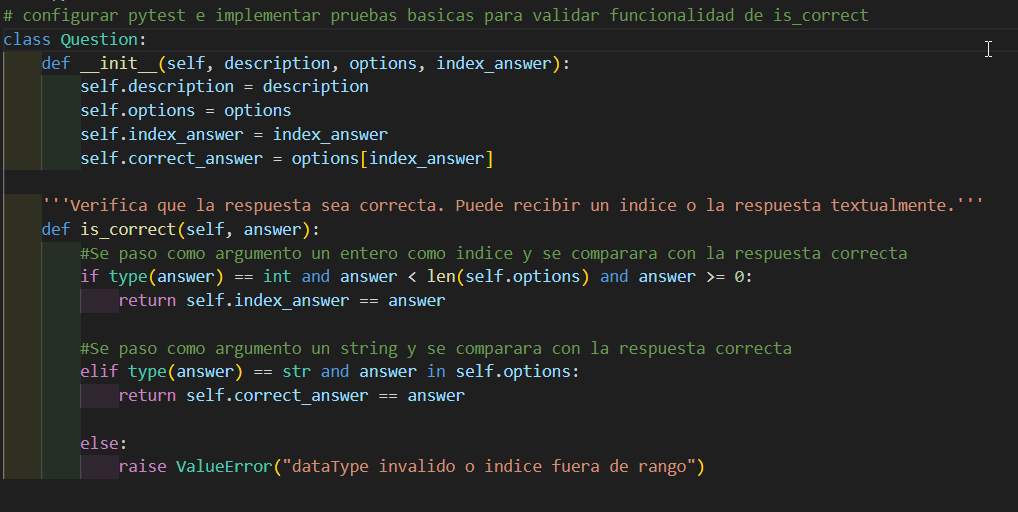 # configurar pytest e implementar pruebas basicas para validar funcionalidad de is_correct
class Question:
    def __init__(self, description, options, index_answer):
        self.description = description
        self.options = options
        self.index_answer = index_answer
        self.correct_answer = options[index_answer]
    '''Verifica que la respuesta sea correcta. Puede recibir un indice o la respuesta textualmente.'''
    def is_correct(self, answer):
        #Se paso como argumento un entero como indice y se comparara con la respuesta correcta
        if type(answer) == int and answer < len(self.options) and answer >= 0:
            return self.index_answer == answer
        #Se paso como argumento un string y se comparara con la respuesta correcta
        elif type(answer) == str and answer in self.options:
            return self.correct_answer == answer
        else:
            raise ValueError("dataType invalido o indice fuera de rango")